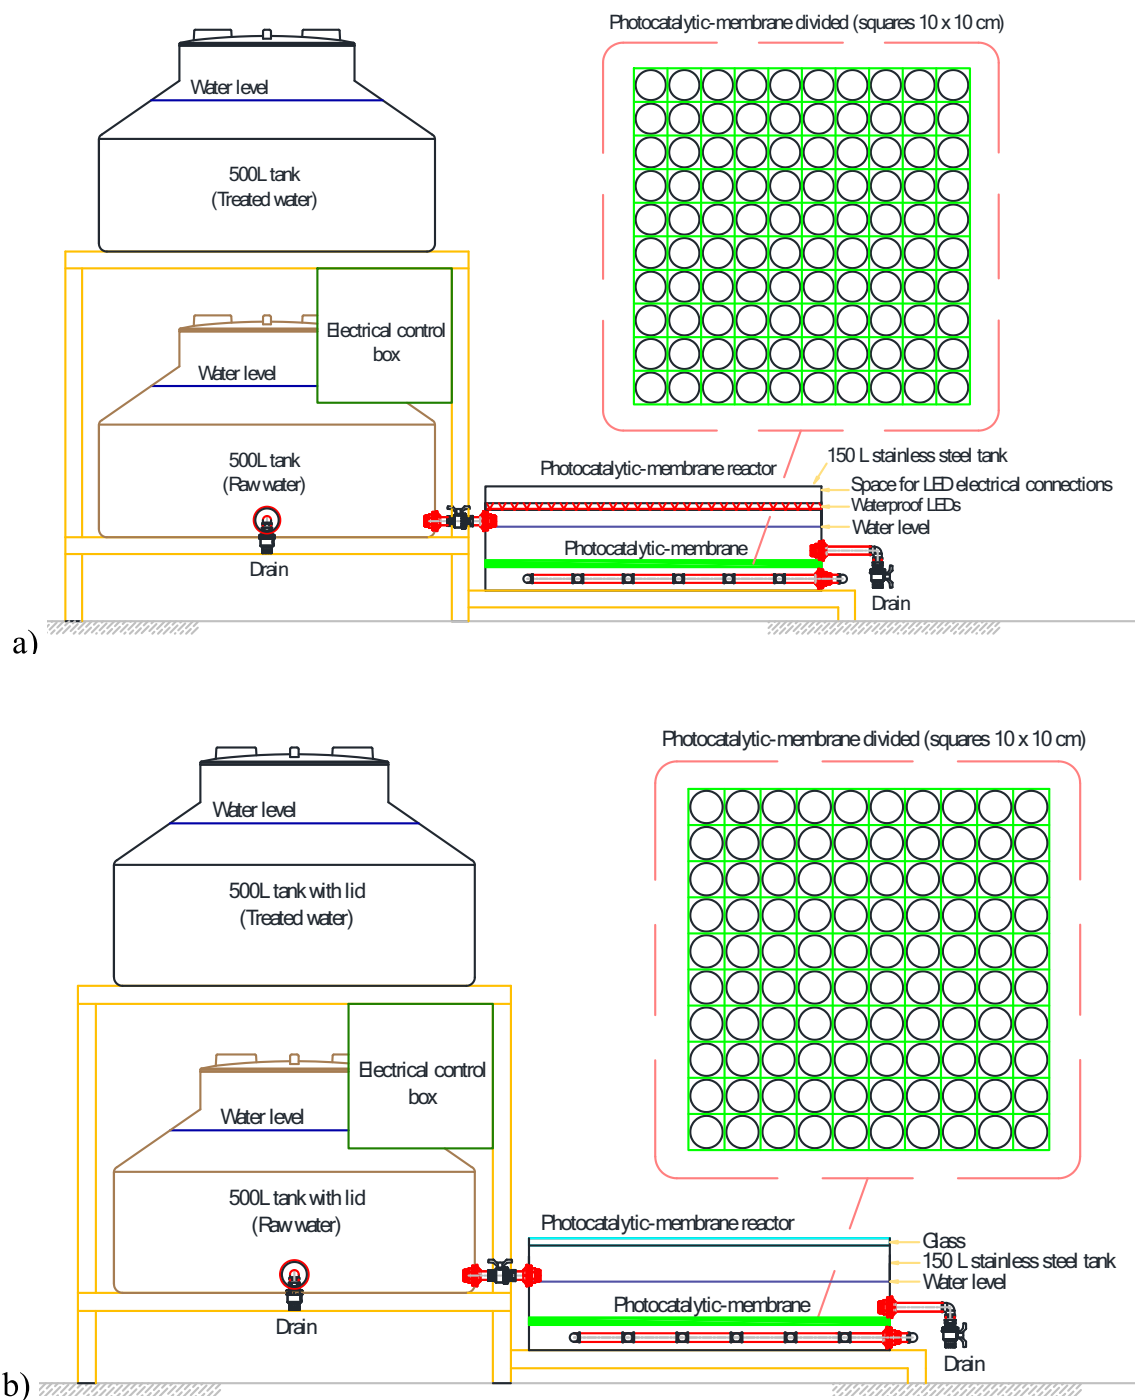 Photocatalytic-membrane divided (squares 10 x 10 cm)
Water level
500L tank
(Treated water)
Electrical control
box
Water level
500L tank
(Raw water)
Drain
150 L stainless steel tank
Photocatalytic-membrane reactor
Space for LED electrical connections
Waterproof LEDs
Water level
Photocatalytic-membrane
Drain
a)
Photocatalytic-membrane divided (squares 10 x 10 cm)
Water level
500L tank with lid
(Treated water)
Electrical control
box
Water level
500L tank with lid
(Raw water)
Drain
Photocatalytic-membrane reactor
Glass
150 L stainless steel tank
Water level
Photocatalytic-membrane
Drain
b)